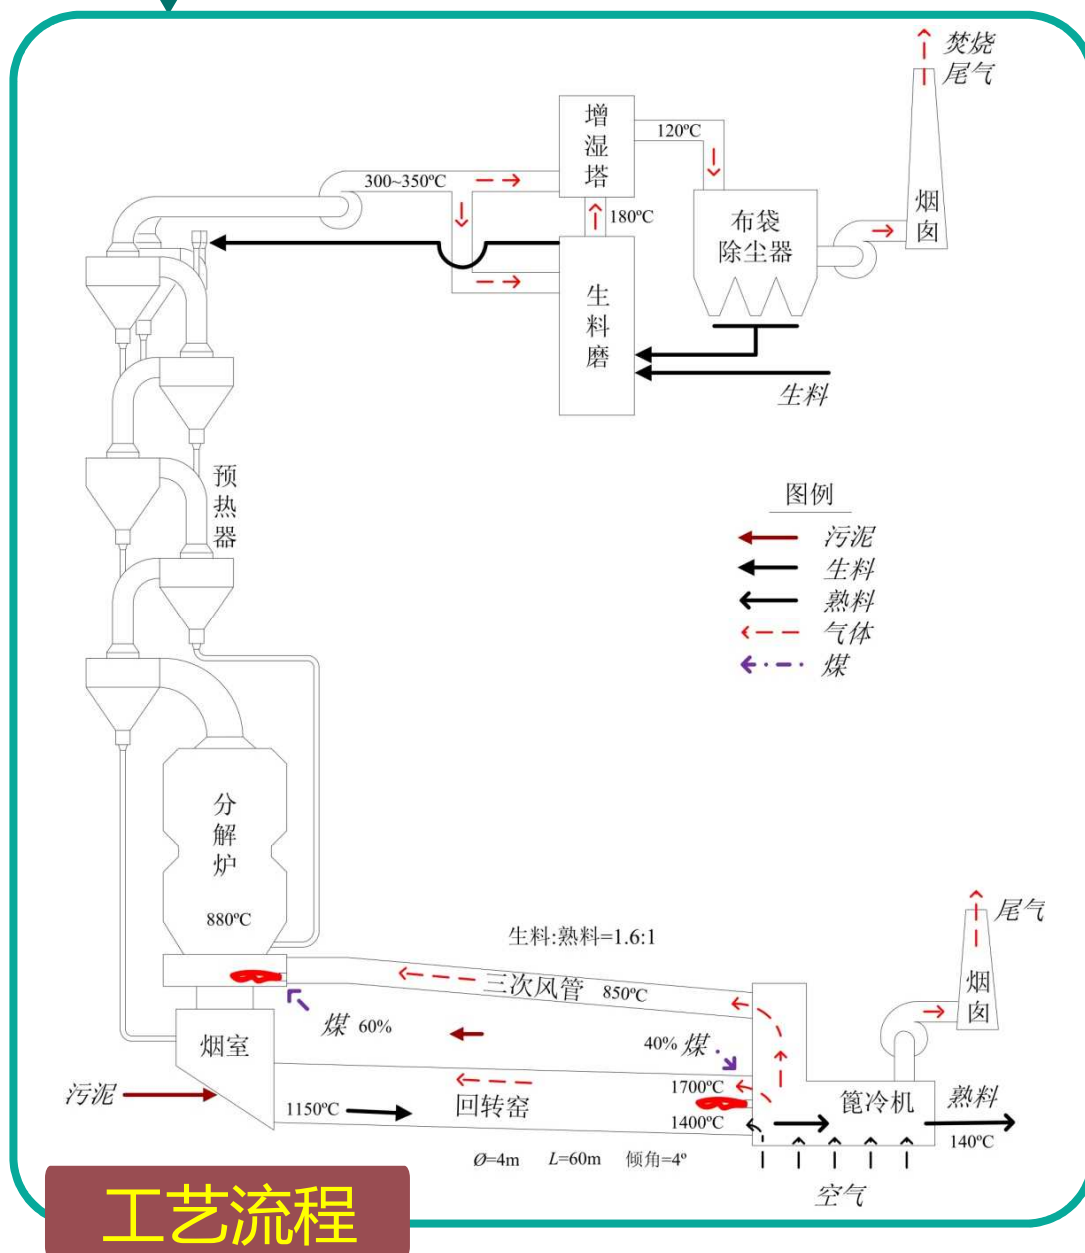 焚烧
尾气
增湿塔
120ºC
300~350ºC
180ºC
布袋
除尘器
烟囱
生料磨
生料
预热器
图例
污泥
生料
熟料
气体
煤
分解炉
880ºC
生料:熟料=1.6:1
尾气
三次风管
850ºC
烟囱
煤
60%
40%
煤
烟室
1700ºC
污泥
1150ºC
回转窑
1400ºC
篦冷机
熟料
140ºC
Ø=4m
L=60m
倾角=4º
空气
工艺流程